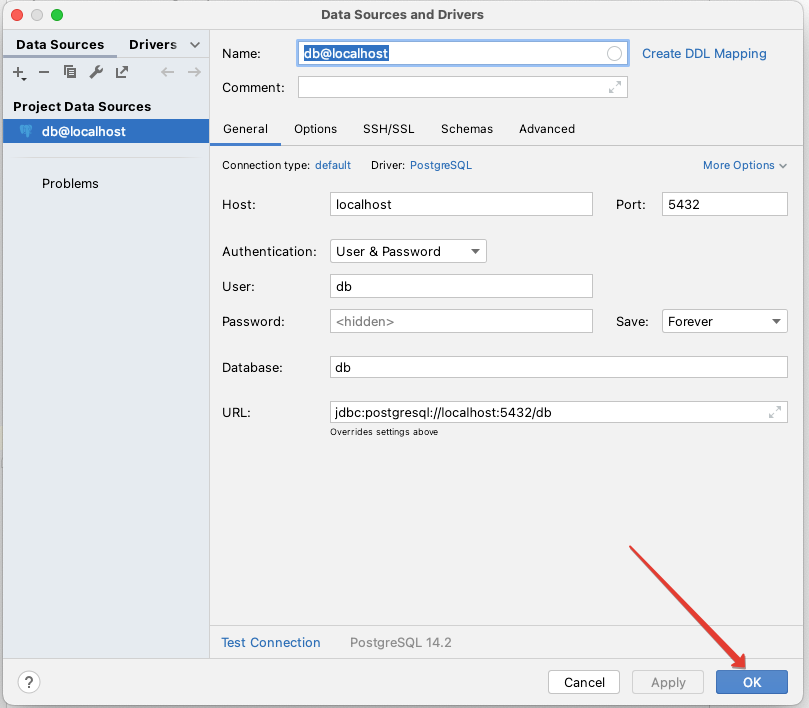 Data Sources and Drivers
Data Sources Drivers
Project Data Sources
db@localhost
Problems
Name: db@localhost Create DDL Mapping
Comment:
General Options SSH/SSL Schemas Advanced
Connection type: default Driver: PostgreSQL More Options
Host: localhost Port: 5432
Authentication: User & Password
User: db
Password: <hidden> Save: Forever
Database: db
URL: jdbc:postgresql://localhost:5432/db
Overrides settings above
Test Connection PostgreSQL 14.2
? Cancel Apply OK